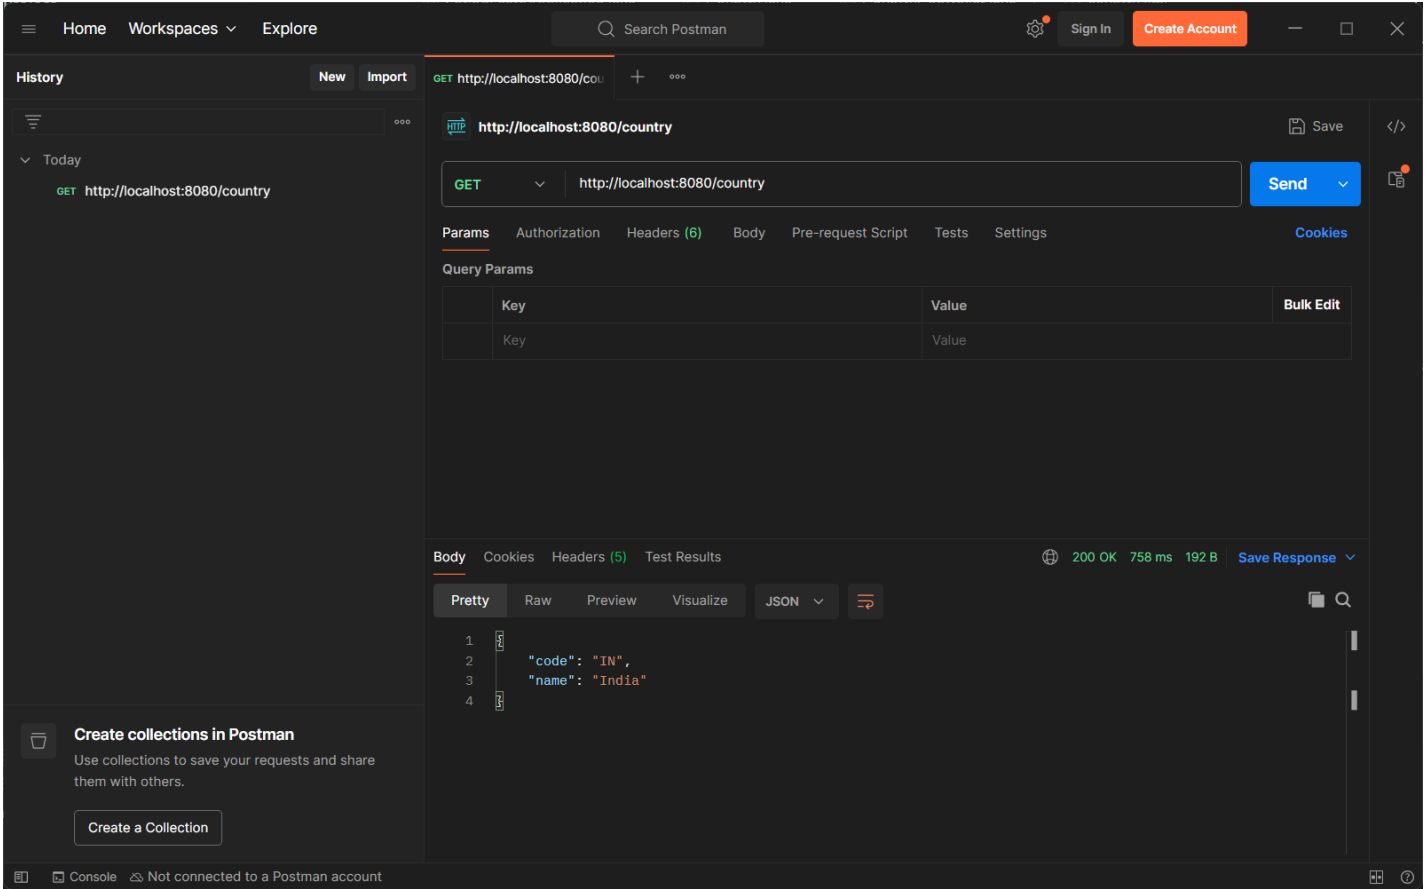 Home Workspaces Explore Search Postman Sign In Create Account
History New Import
GET http://localhost:8080/cou
Today
GET http://localhost:8080/country
HTTP http://localhost:8080/country Save </>
GET http://localhost:8080/country Send
Params Authorization Headers (6) Body Pre-request Script Tests Settings Cookies
Query Params
Key Value Bulk Edit
Key Value
Body Cookies Headers (5) Test Results 200 OK 758 ms 192 B Save Response
Pretty Raw Preview Visualize JSON
1 {
2 "code": "IN",
3 "name": "India"
4 }
Create collections in Postman
Use collections to save your requests and share
them with others.
Create a Collection
Console Not connected to a Postman account